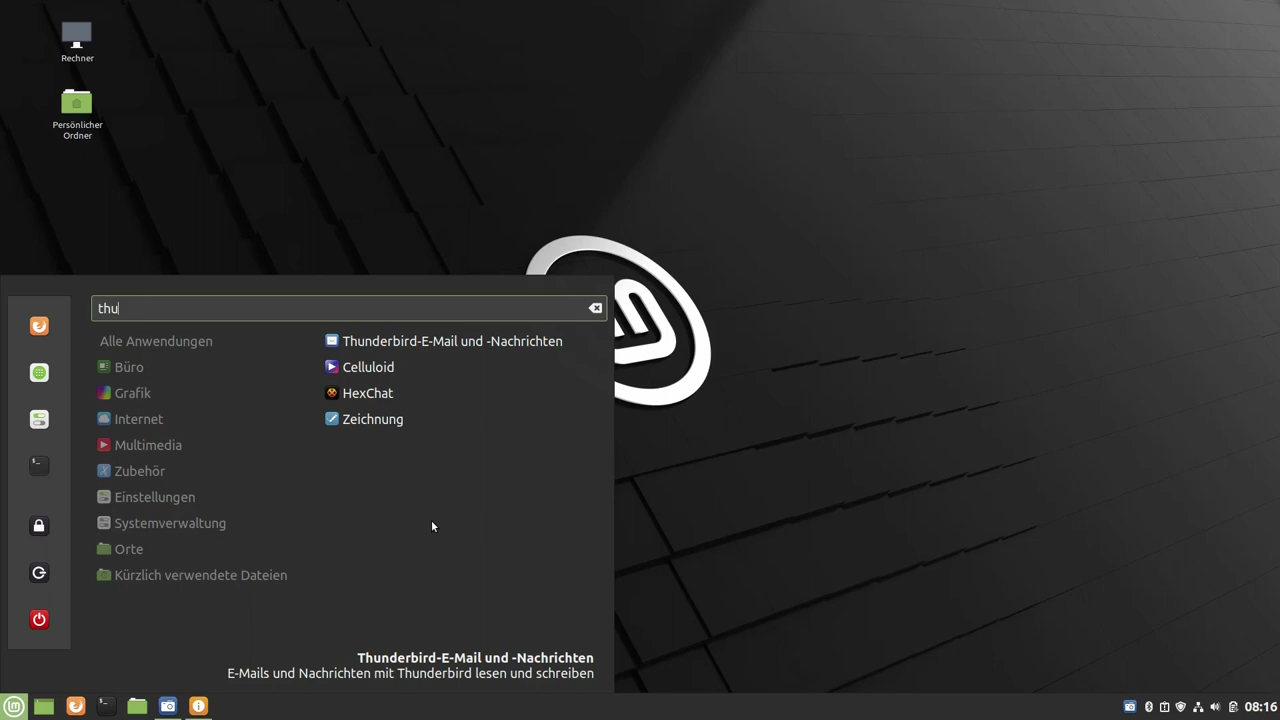 Rechner
Persönlicher
Ordner
thu
Alle Anwendungen
Büro
Grafik
Internet
Multimedia
Zubehör
Einstellungen
Systemverwaltung
Orte
Kürzlich verwendete Dateien
Thunderbird-E-Mail und -Nachrichten
Celluloid
HexChat
Zeichnung
Thunderbird-E-Mail und -Nachrichten
E-Mails und Nachrichten mit Thunderbird lesen und schreiben
08:16